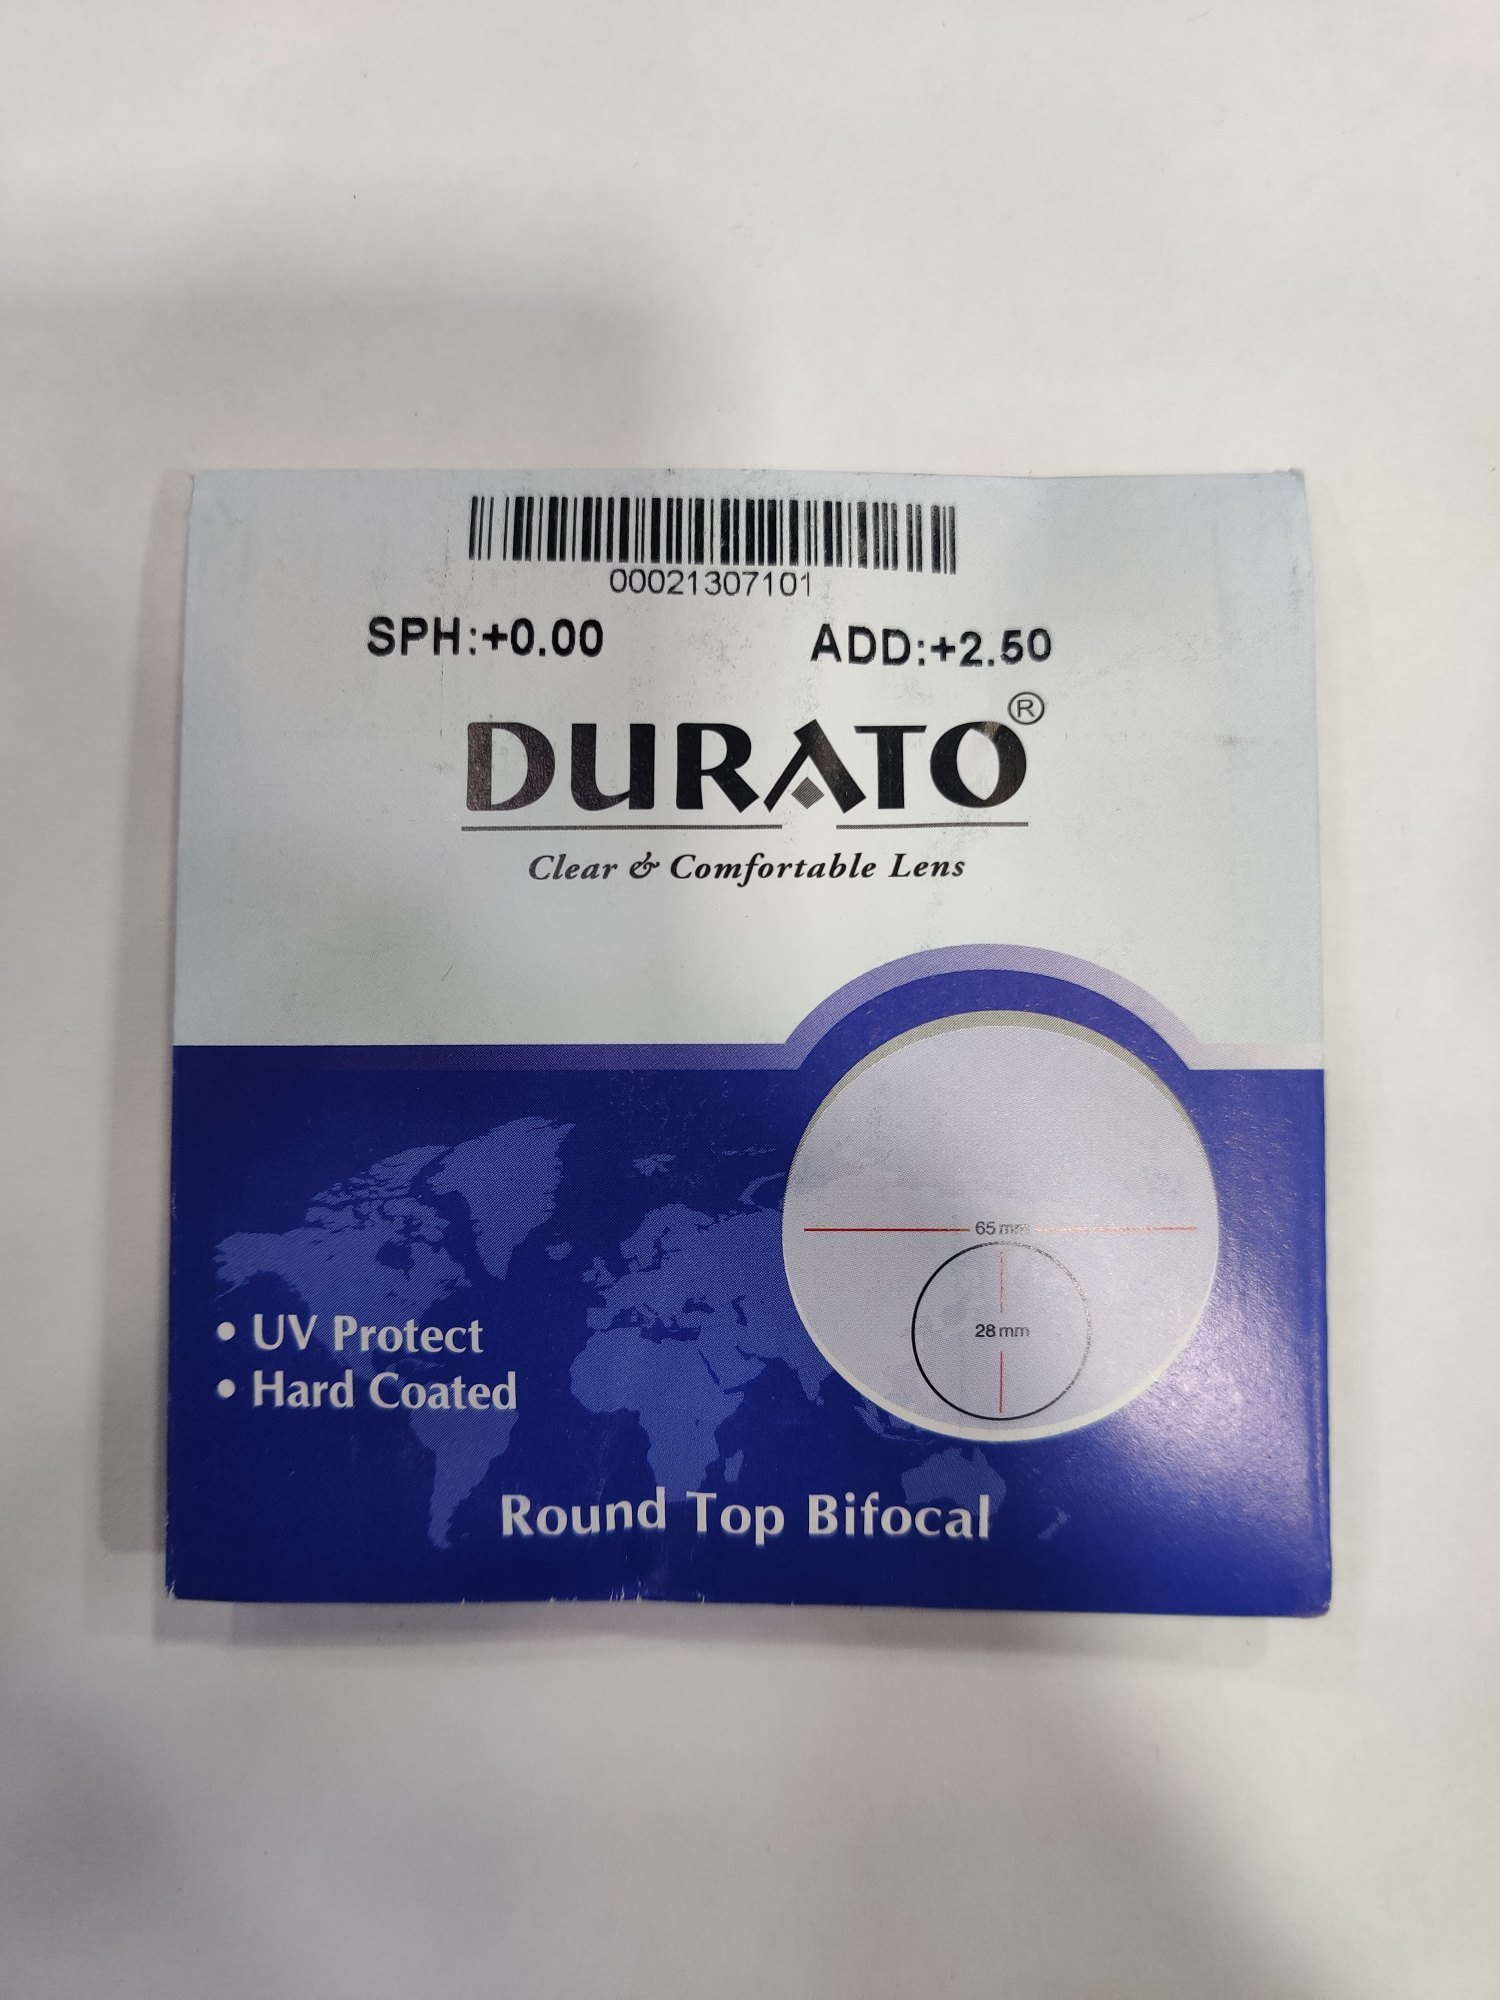 00021307101
SPH:+0.00 ADD:+2.50
DURATO®
Clear & Comfortable Lens
65 mm
28 mm
• UV Protect
• Hard Coated
Round Top Bifocal